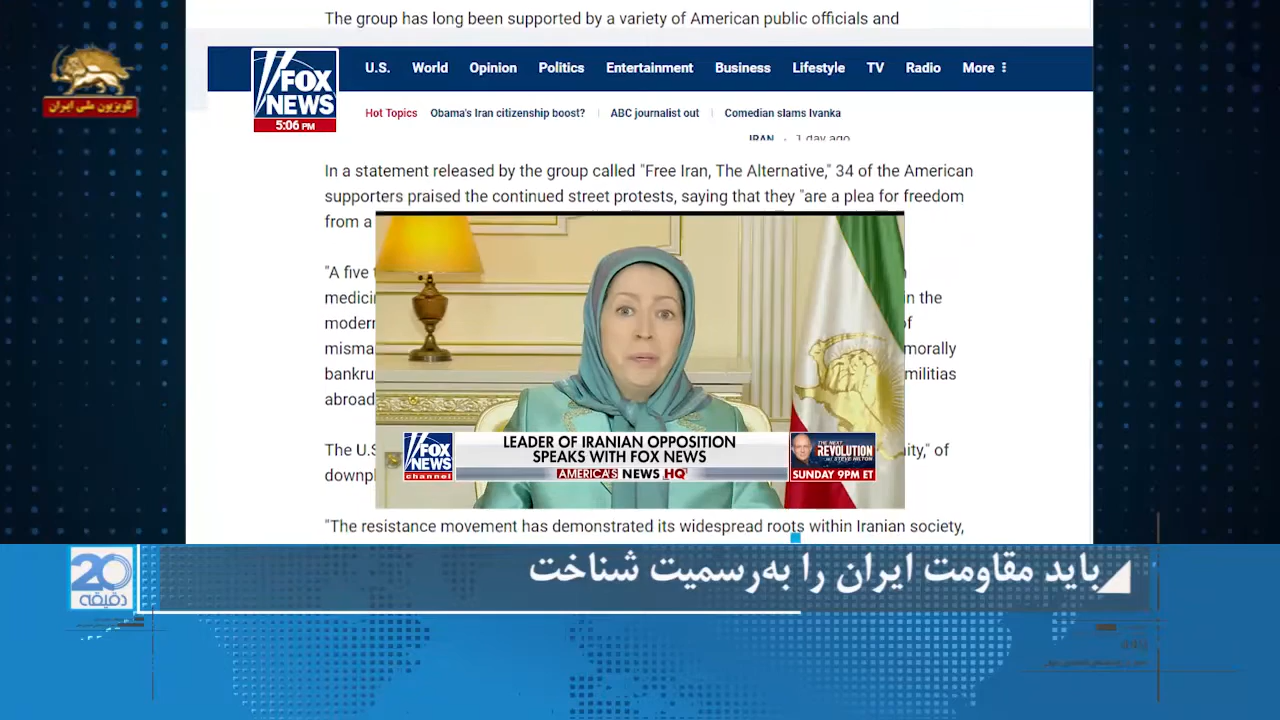 The group has long been supported by a variety of American public officials and
تلویزیون ملی ایران
FOX
NEWS
5:06 PM
U.S. World Opinion Politics Entertainment Business Lifestyle TV Radio More
Hot Topics Obama's Iran citizenship boost? ABC journalist out Comedian slams Ivanka
IRAN · 1 day ago
In a statement released by the group called "Free Iran, The Alternative," 34 of the American
supporters praised the continued street protests, saying that they "are a plea for freedom
from a
"A five
in the
of
morally
militias
abroad
The U.S
of
"The resistance movement has demonstrated its widespread roots within Iranian society,
FOX
NEWS
channel
LEADER OF IRANIAN OPPOSITION
SPEAKS WITH FOX NEWS
AMERICA'S NEWS HQ
THE NEXT
REVOLUTION
WITH STEVE HILTON
SUNDAY 9PM ET
باید مقاومت ایران را به‌رسمیت شناخت
20
دقیقه